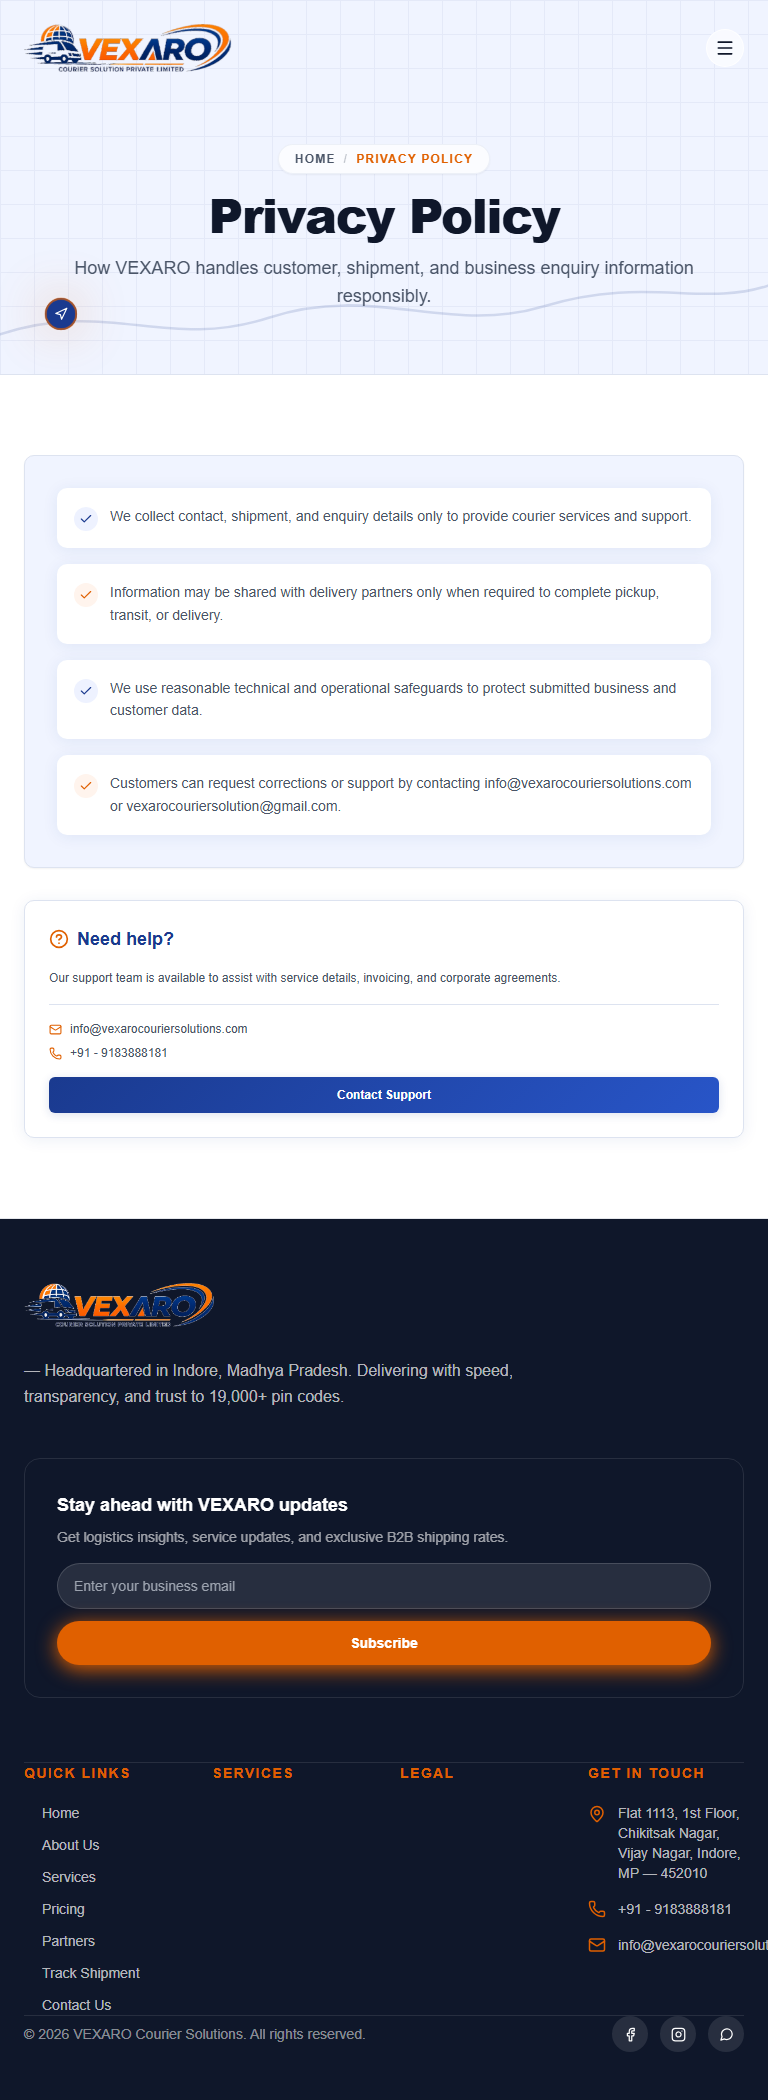 VEXARO
COURIER SOLUTION PRIVATE LIMITED
HOME / PRIVACY POLICY
Privacy Policy
How VEXARO handles customer, shipment, and business enquiry information
responsibly.
We collect contact, shipment, and enquiry details only to provide courier services and support.
Information may be shared with delivery partners only when required to complete pickup,
transit, or delivery.
We use reasonable technical and operational safeguards to protect submitted business and
customer data.
Customers can request corrections or support by contacting info@vexarocouriersolutions.com
or vexarocouriersolution@gmail.com.
Need help?
Our support team is available to assist with service details, invoicing, and corporate agreements.
info@vexarocouriersolutions.com
+91 - 9183888181
Contact Support
VEXARO
COURIER SOLUTION PRIVATE LIMITED
— Headquartered in Indore, Madhya Pradesh. Delivering with speed,
transparency, and trust to 19,000+ pin codes.
Stay ahead with VEXARO updates
Get logistics insights, service updates, and exclusive B2B shipping rates.
Enter your business email
Subscribe
QUICK LINKS
Home
About Us
Services
Pricing
Partners
Track Shipment
Contact Us
SERVICES
LEGAL
GET IN TOUCH
Flat 1113, 1st Floor,
Chikitsak Nagar,
Vijay Nagar, Indore,
MP — 452010
+91 - 9183888181
info@vexarocouriersolut
© 2026 VEXARO Courier Solutions. All rights reserved.